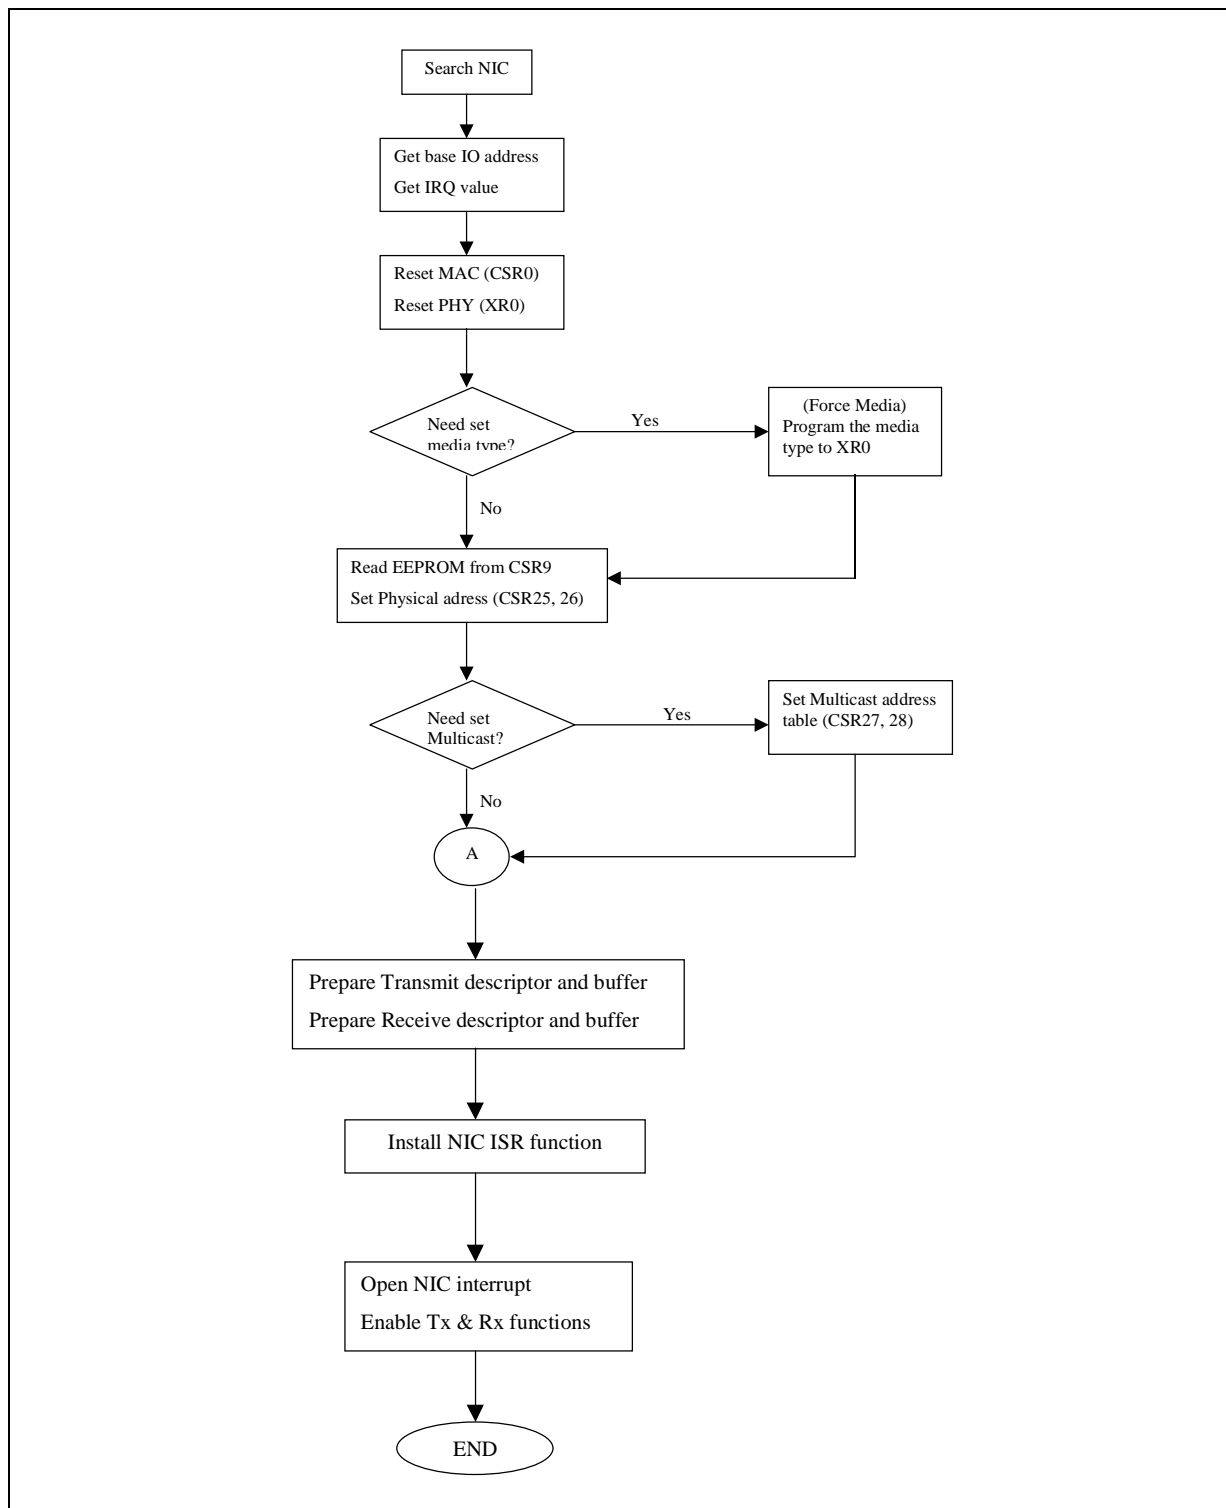 Search NIC
Get base IO address
Get IRQ value
Reset MAC (CSR0)
Reset PHY (XR0)
Need set
media type?
Yes
(Force Media)
Program the media
type to XR0
No
Read EEPROM from CSR9
Set Physical adress (CSR25, 26)
Need set
Multicast?
Yes
Set Multicast address
table (CSR27, 28)
No
A
Prepare Transmit descriptor and buffer
Prepare Receive descriptor and buffer
Install NIC ISR function
Open NIC interrupt
Enable Tx & Rx functions
END